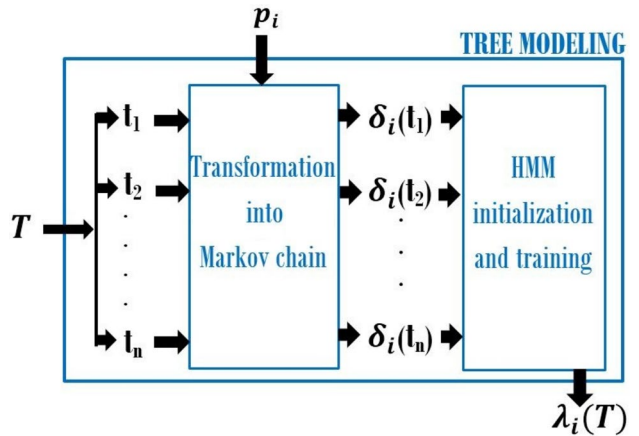 p_i
TREE MODELING
T
t_1
t_2
.
.
.
.
t_n
Transformation
into
Markov chain
δ_i(t_1)
δ_i(t_2)
.
.
.
.
δ_i(t_n)
HMM
initialization
and training
λ_i(T)